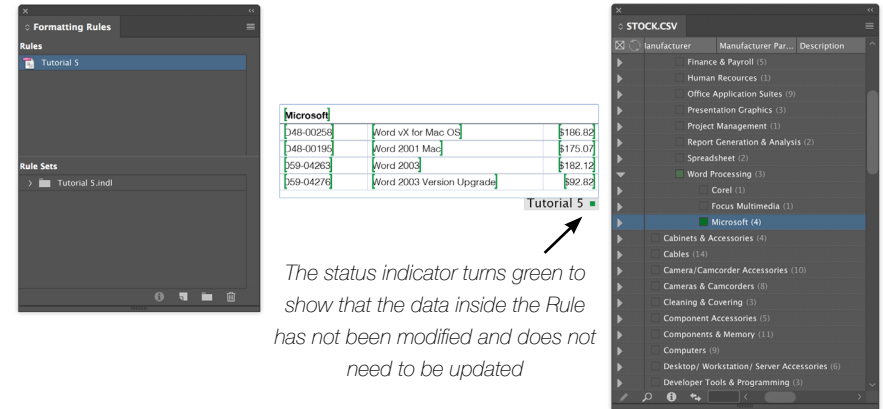 Formatting Rules
Rules
Tutorial 5
Rule Sets
Tutorial 5.indl
Microsoft
048-00258 Word vX for Mac OS $186.82
048-00195 Word 2001 Mac $175.07
059-04263 Word 2003 $182.12
059-04276 Word 2003 Version Upgrade $92.82
Tutorial 5
The status indicator turns green to
show that the data inside the Rule
has not been modified and does not
need to be updated
STOCK.CSV
lanufacturer Manufacturer Par... Description
Finance & Payroll (5)
Human Recources (1)
Office Application Suites (9)
Presentation Graphics (3)
Project Management (1)
Report Generation & Analysis (2)
Spreadsheet (2)
Word Processing (3)
Corel (1)
Focus Multimedia (1)
Microsoft (4)
Cabinets & Accessories (4)
Cables (14)
Camera/Camcorder Accessories (10)
Cameras & Camcorders (8)
Cleaning & Covering (3)
Component Accessories (5)
Components & Memory (11)
Computers (9)
Desktop/ Workstation/ Server Accessories (6)
Developer Tools & Programming (3)